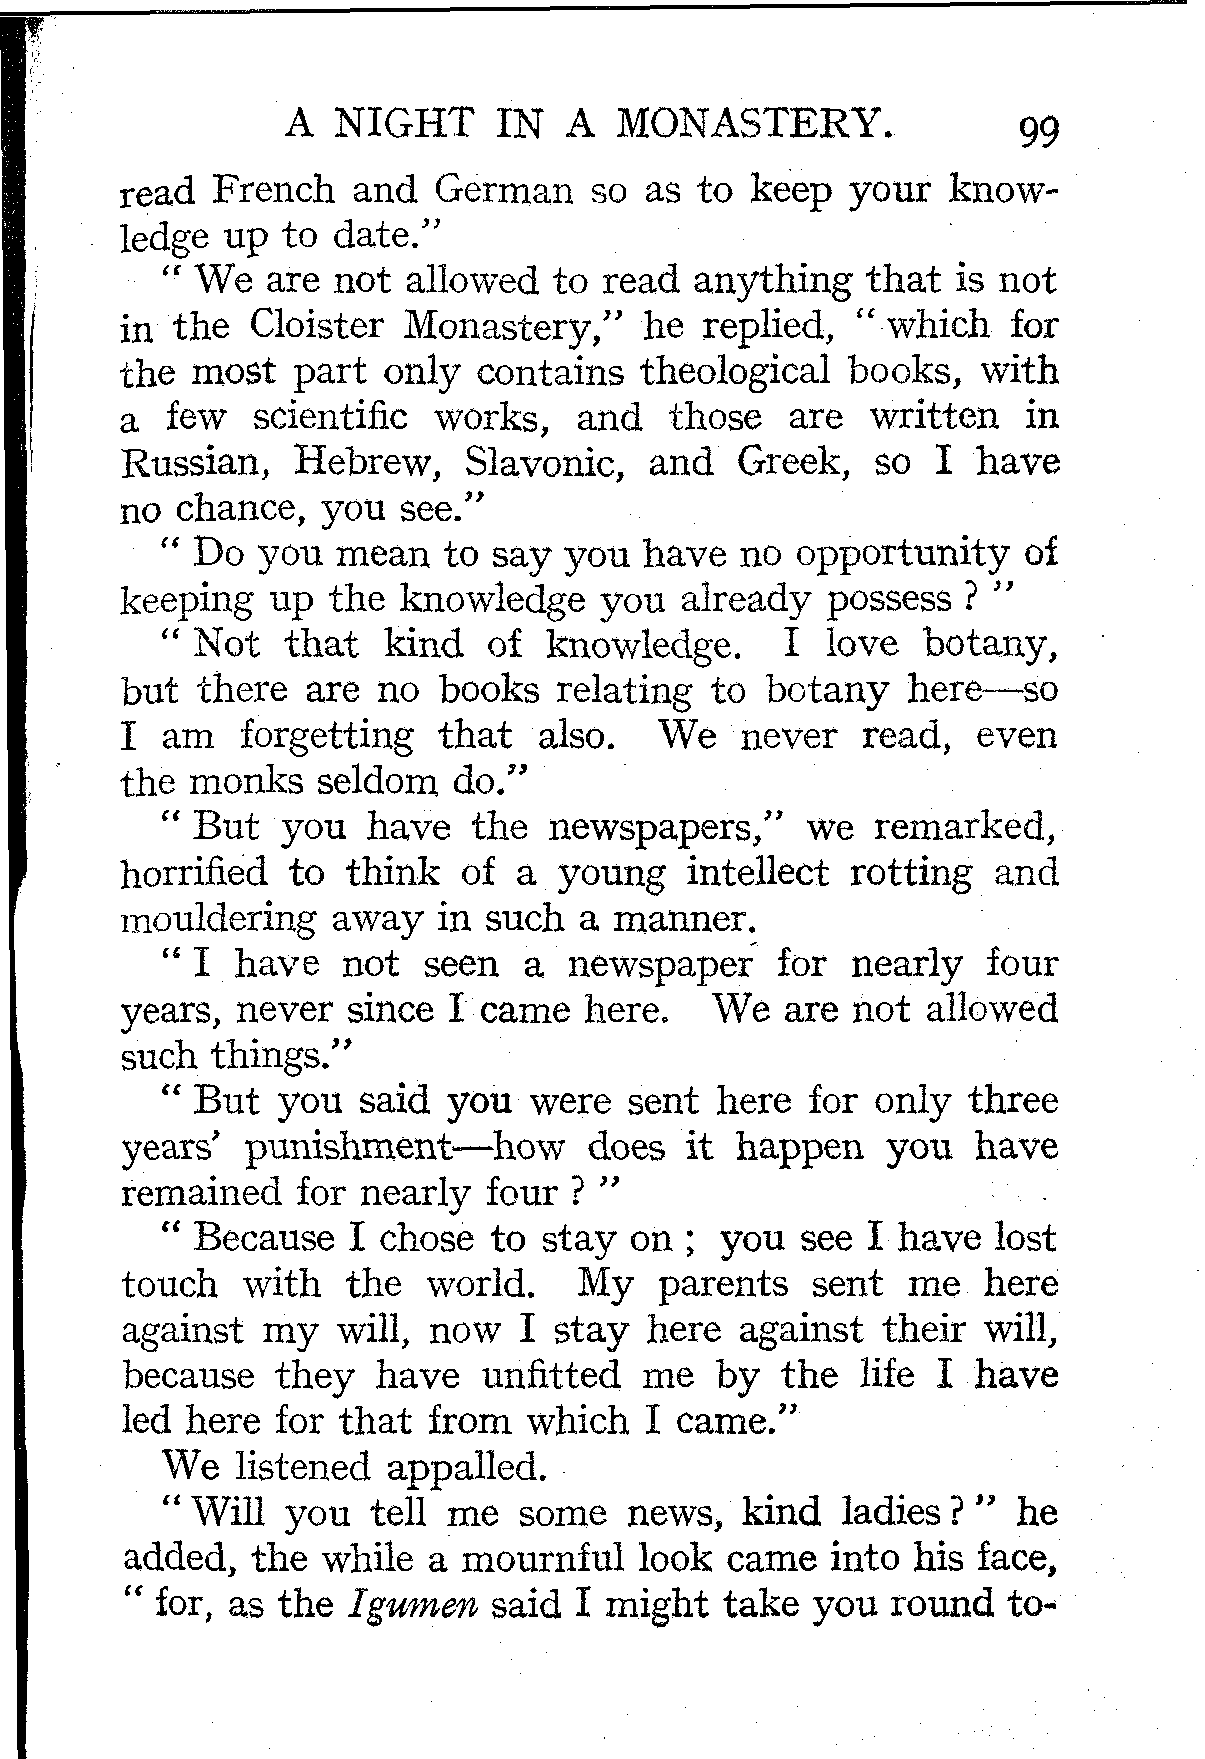 A NIGHT IN A MONASTERY. 99
read French and German so as to keep your know-
ledge up to date."
" We are not allowed to read anything that is not
in the Cloister Monastery," he replied, " which for
the most part only contains theological books, with
a few scientific works, and those are written in
Russian, Hebrew, Slavonic, and Greek, so I have
no chance, you see."
" Do you mean to say you have no opportunity of
keeping up the knowledge you already possess ? "
" Not that kind of knowledge. I love botany,
but there are no books relating to botany here—so
I am forgetting that also. We never read, even
the monks seldom do."
" But you have the newspapers," we remarked,
horrified to think of a young intellect rotting and
mouldering away in such a manner.
" I have not seen a newspaper for nearly four
years, never since I came here. We are not allowed
such things."
" But you said you were sent here for only three
years' punishment—how does it happen you have
remained for nearly four ? "
" Because I chose to stay on ; you see I have lost
touch with the world. My parents sent me here
against my will, now I stay here against their will,
because they have unfitted me by the life I have
led here for that from which I came."
We listened appalled.
" Will you tell me some news, kind ladies ? " he
added, the while a mournful look came into his face,
" for, as the Igumen said I might take you round to-